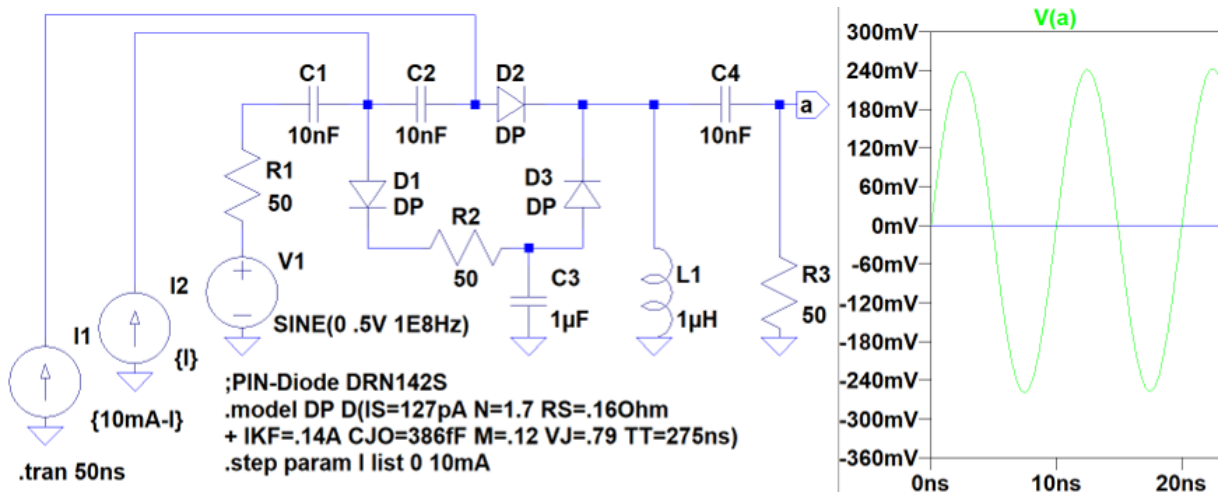 C1
10nF
C2
10nF
D2
DP
C4
10nF
a
R1
50
D1
DP
R2
50
D3
DP
V1
SINE(0 .5V 1E8Hz)
C3
1µF
L1
1µH
R3
50
I2
{I}
I1
{10mA-I}
.tran 50ns
;PIN-Diode DRN142S
.model DP D(IS=127pA N=1.7 RS=.16Ohm
+ IKF=.14A CJO=386fF M=.12 VJ=.79 TT=275ns)
.step param I list 0 10mA
V(a)
300mV
240mV
180mV
120mV
60mV
0mV
-60mV
-120mV
-180mV
-240mV
-300mV
-360mV
0ns
10ns
20ns